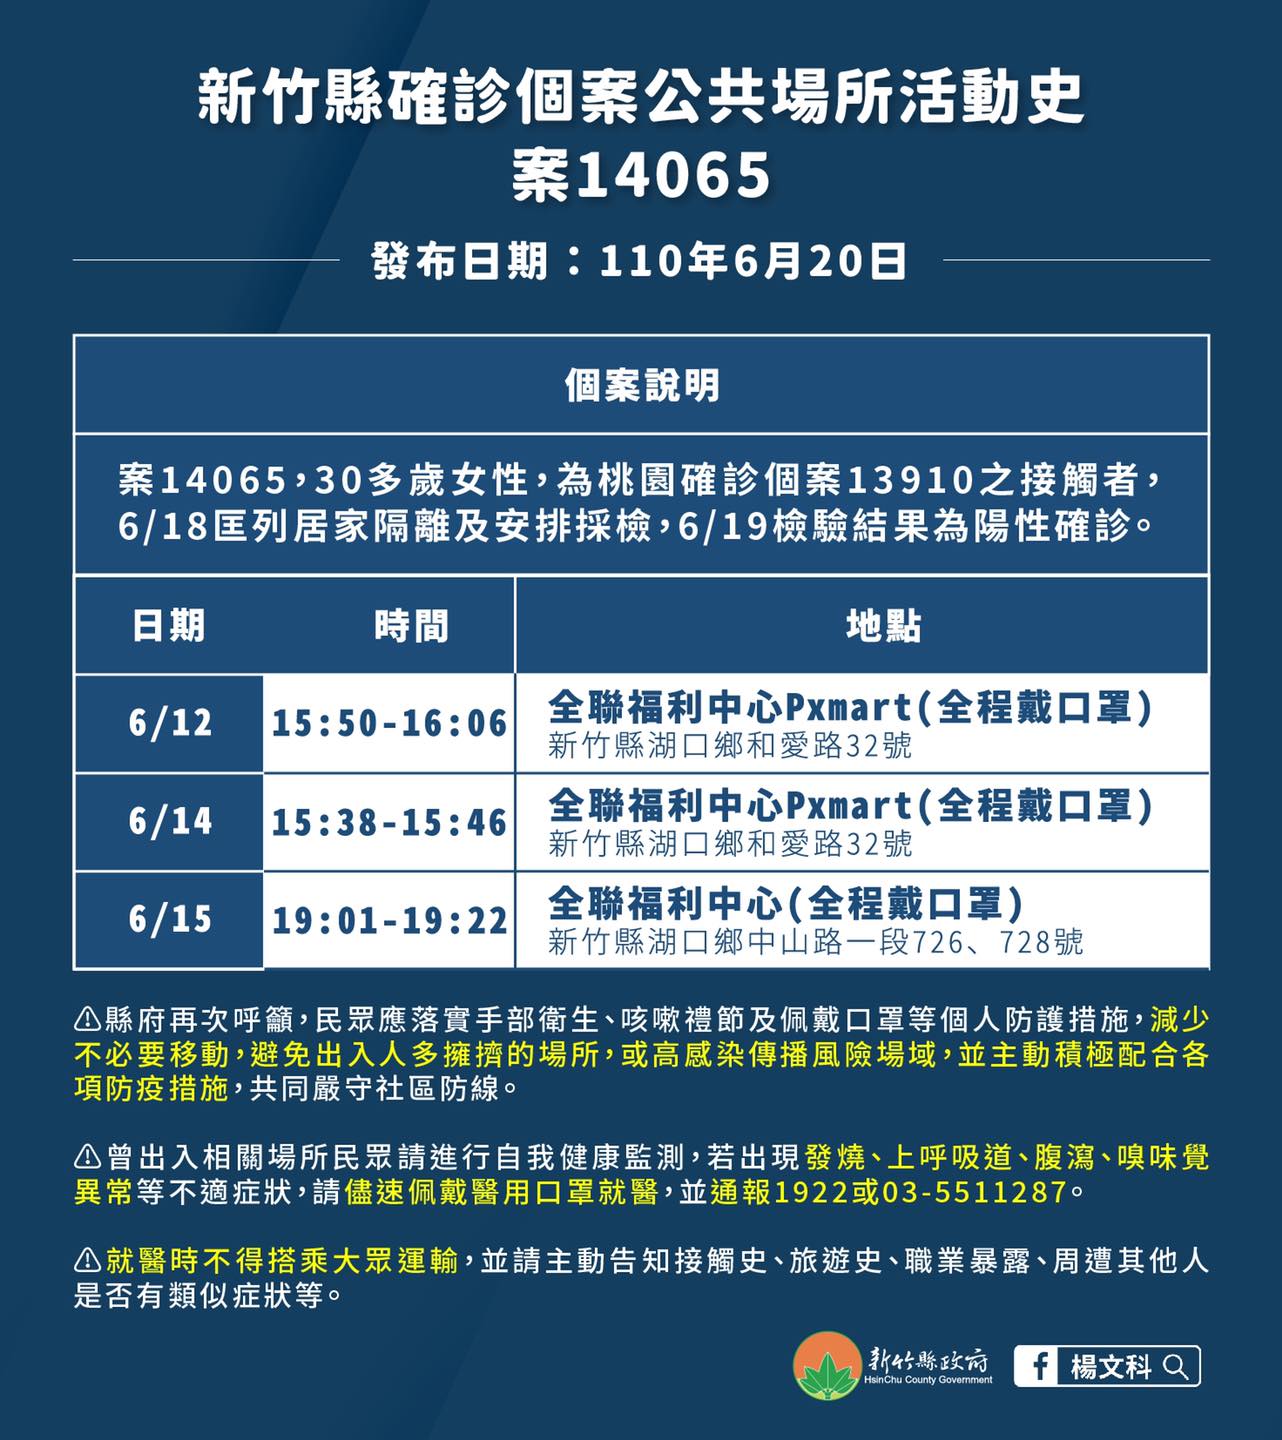 新竹縣確診個案公共場所活動史
案14065
發布日期：110年6月20日
個案說明
案14065，30多歲女性，為桃園確診個案13910之接觸者，
6/18匡列居家隔離及安排採檢，6/19檢驗結果為陽性確診。
日期 時間 地點
6/12 15:50-16:06 全聯福利中心Pxmart(全程戴口罩)
新竹縣湖口鄉和愛路32號
6/14 15:38-15:46 全聯福利中心Pxmart(全程戴口罩)
新竹縣湖口鄉和愛路32號
6/15 19:01-19:22 全聯福利中心(全程戴口罩)
新竹縣湖口鄉中山路一段726、728號
⚠縣府再次呼籲，民眾應落實手部衛生、咳嗽禮節及佩戴口罩等個人防護措施，減少
不必要移動，避免出入人多擁擠的場所，或高感染傳播風險場域，並主動積極配合各
項防疫措施，共同嚴守社區防線。
⚠曾出入相關場所民眾請進行自我健康監測，若出現發燒、上呼吸道、腹瀉、嗅味覺
異常等不適症狀，請儘速佩戴醫用口罩就醫，並通報1922或03-5511287。
⚠就醫時不得搭乘大眾運輸，並請主動告知接觸史、旅遊史、職業暴露、周遭其他人
是否有類似症狀等。
新竹縣政府
HsinChu County Government
f 楊文科